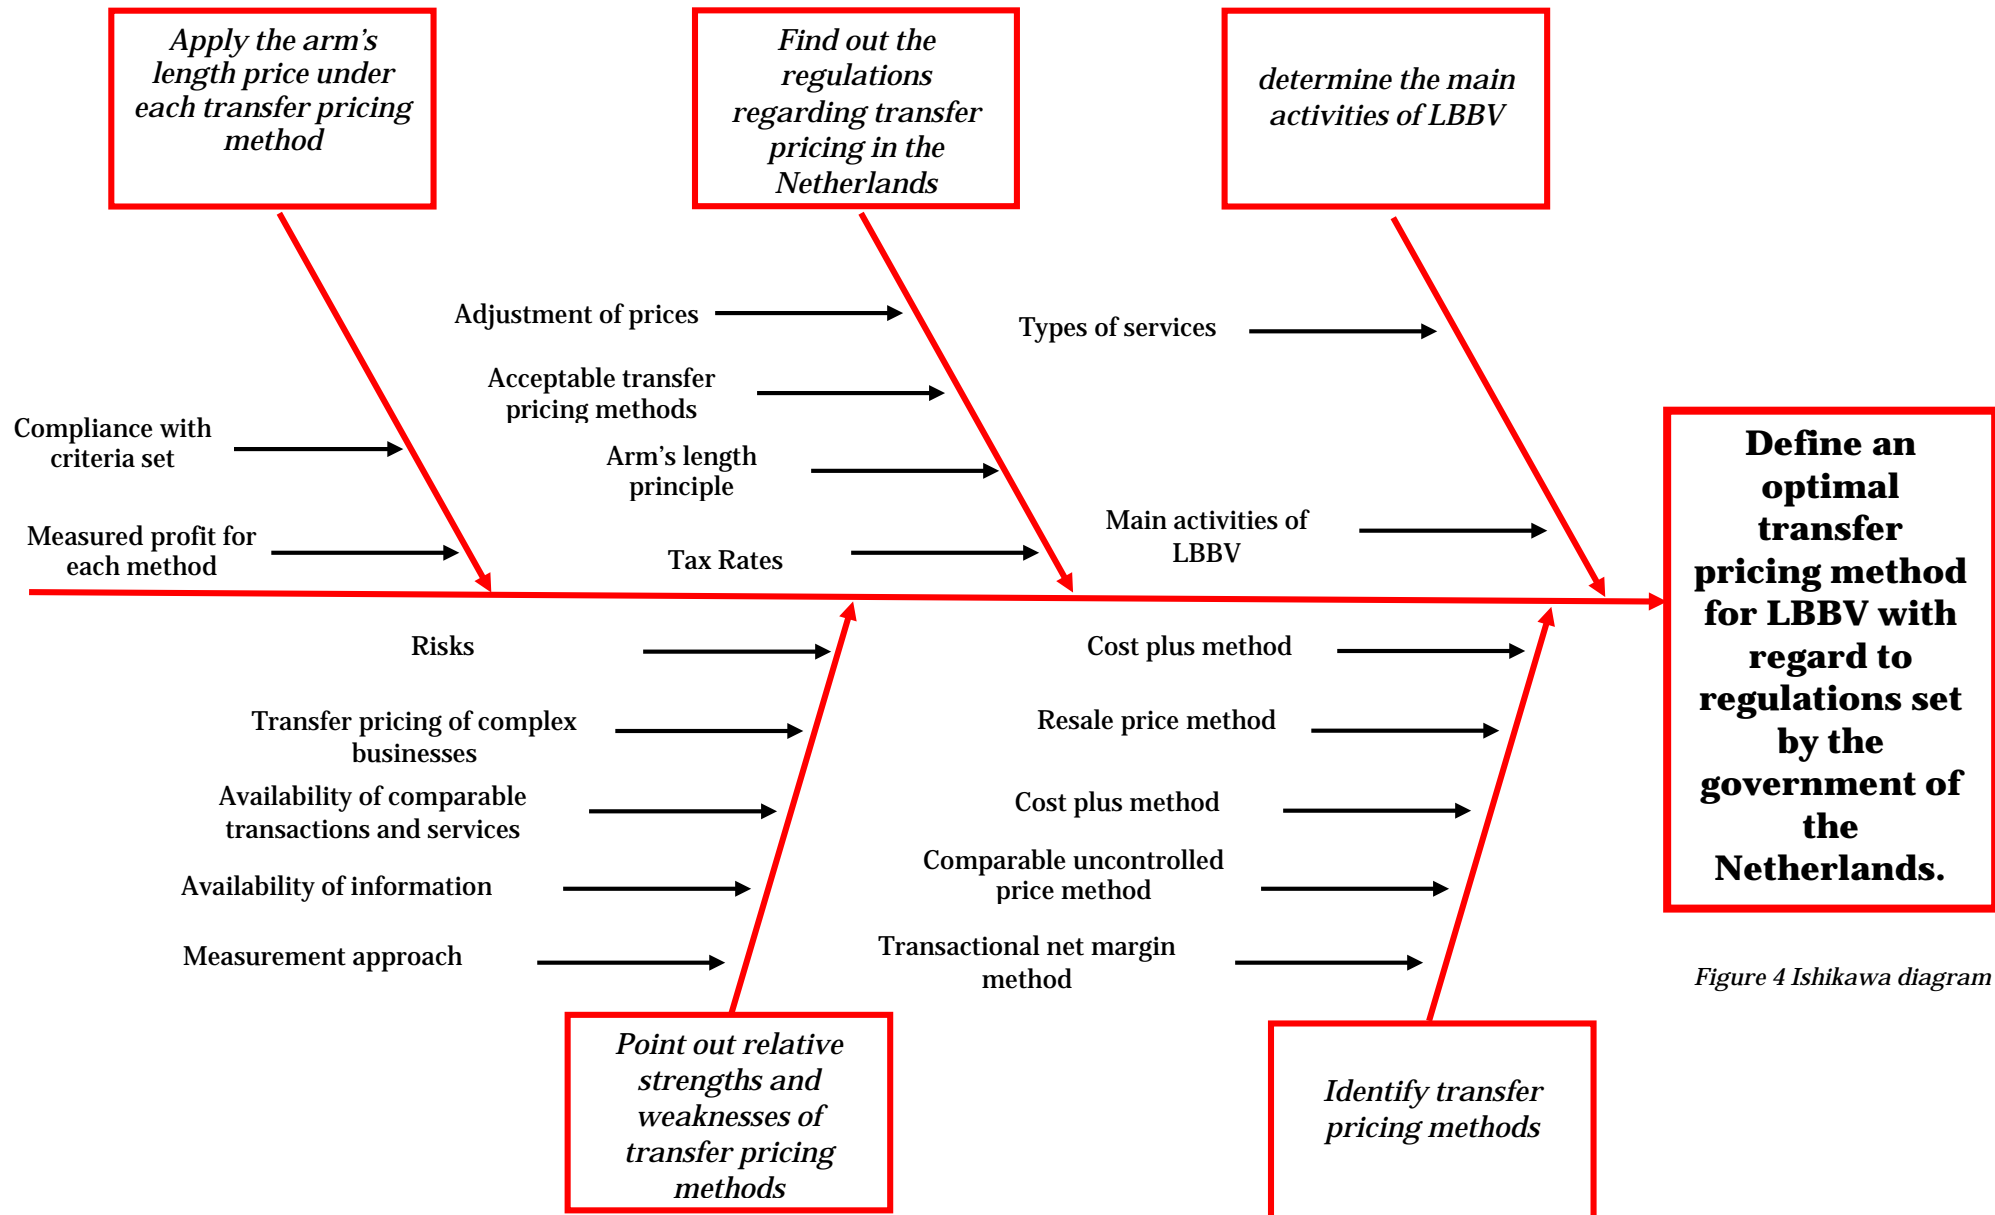 Apply the arm's
length price under
each transfer pricing
method
Find out the
regulations
regarding transfer
pricing in the
Netherlands
determine the main
activities of LBBV
Adjustment of prices
Types of services
Acceptable transfer
pricing methods
Compliance with
criteria set
Arm's length
principle
Measured profit for
each method
Tax Rates
Main activities of
LBBV
Define an
optimal
transfer
pricing method
for LBBV with
regard to
regulations set
by the
government of
the
Netherlands.
Risks
Cost plus method
Transfer pricing of complex
businesses
Resale price method
Availability of comparable
transactions and services
Cost plus method
Availability of information
Comparable uncontrolled
price method
Measurement approach
Transactional net margin
method
Figure 4 Ishikawa diagram
Point out relative
strengths and
weaknesses of
transfer pricing
methods
Identify transfer
pricing methods